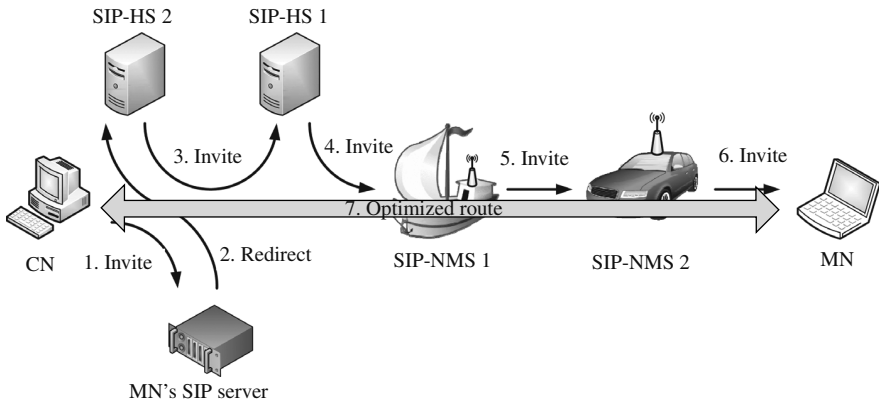 SIP-HS 2
SIP-HS 1
3. Invite
4. Invite
5. Invite
6. Invite
7. Optimized route
CN
1. Invite
2. Redirect
SIP-NMS 1
SIP-NMS 2
MN
MN's SIP server